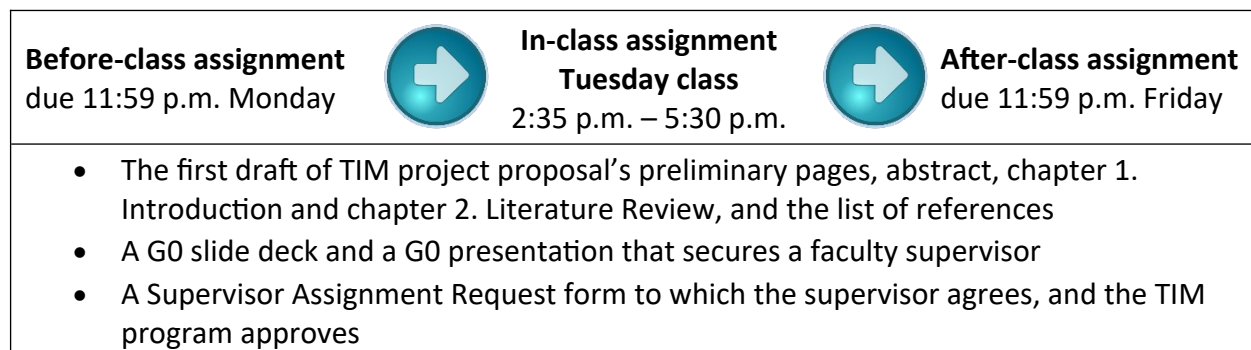 Before-class assignment
due 11:59 p.m. Monday
In-class assignment
Tuesday class
2:35 p.m. – 5:30 p.m.
After-class assignment
due 11:59 p.m. Friday
• The first draft of TIM project proposal’s preliminary pages, abstract, chapter 1.
Introduction and chapter 2. Literature Review, and the list of references
• A G0 slide deck and a G0 presentation that secures a faculty supervisor
• A Supervisor Assignment Request form to which the supervisor agrees, and the TIM
program approves